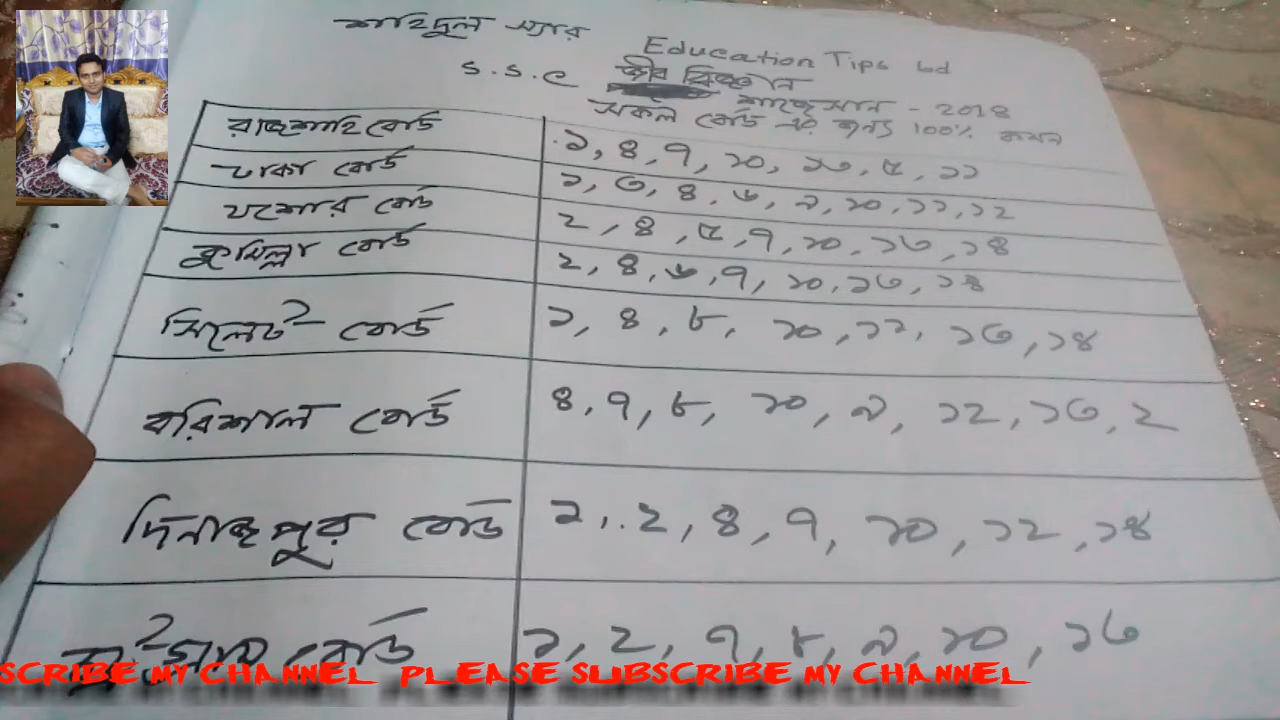 শাহিদুল স্যার
Education Tips bd
S.S.C জীব বিজ্ঞান
সাজেসান - 2018
সকল বোর্ড এর জন্য 100% কমন
রাজশাহি বোর্ড ১, ৪, ৭, ১০, ১৩, ৫, ১১
ঢাকা বোর্ড ১, ৩, ৪, ৬, ৯, ১০, ১১, ১২
যশোর বোর্ড ২, ৪, ৫, ৭, ১০, ১৩, ১৪
কুমিল্লা বোর্ড ২, ৪, ৬, ৭, ১০, ১৩, ১৪
সিলেট বোর্ড ১, ৪, ৮, ১০, ১১, ১৩, ১৪
বরিশাল বোর্ড ৪, ৭, ৮, ১০, ৯, ১২, ১৩, ২
দিনাজপুর বোর্ড ১, ২, ৪, ৭, ১০, ১২, ১৪
বোর্ড ১, ২, ৭, ৮, ৯, ১০, ১৩
SCRIBE MY CHANNEL PLEASE SUBSCRIBE MY CHANNEL